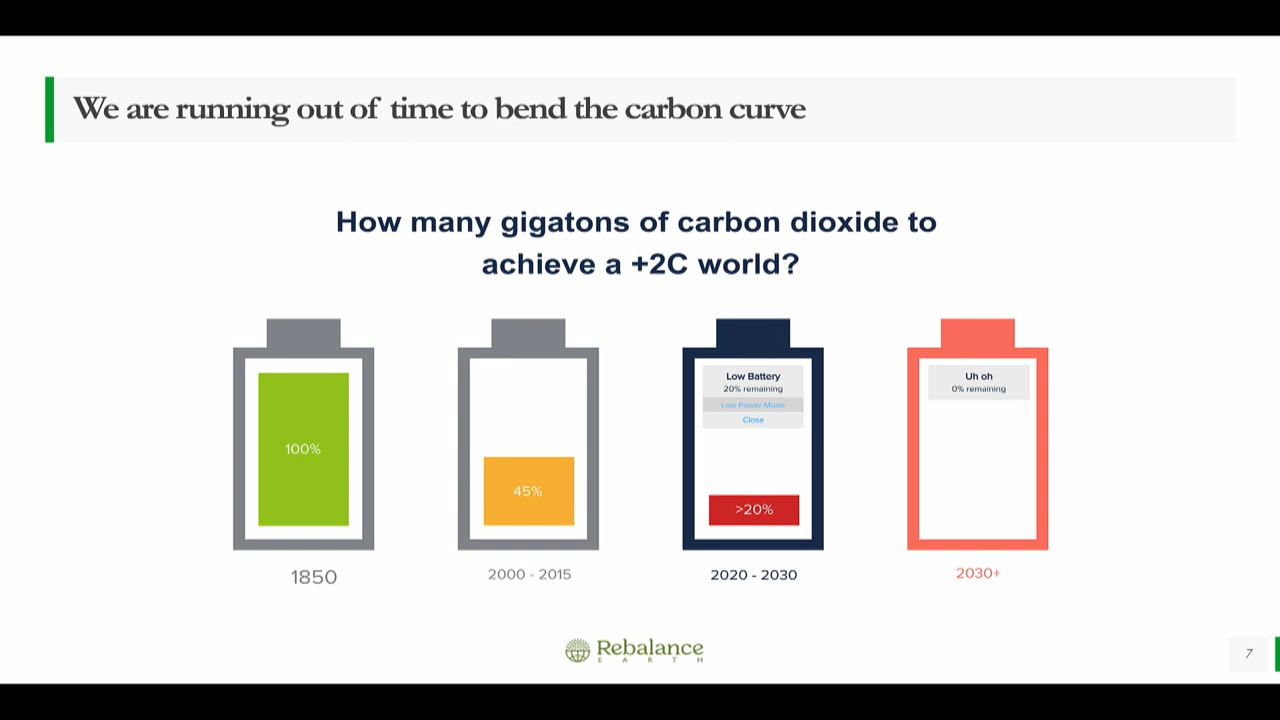 We are running out of time to bend the carbon curve
How many gigatons of carbon dioxide to
achieve a +2C world?
100%
1850
45%
2000 - 2015
Low Battery
20% remaining
Low Power Mode
Close
>20%
2020 - 2030
Uh oh
0% remaining
2030+
Rebalance
EARTH
7